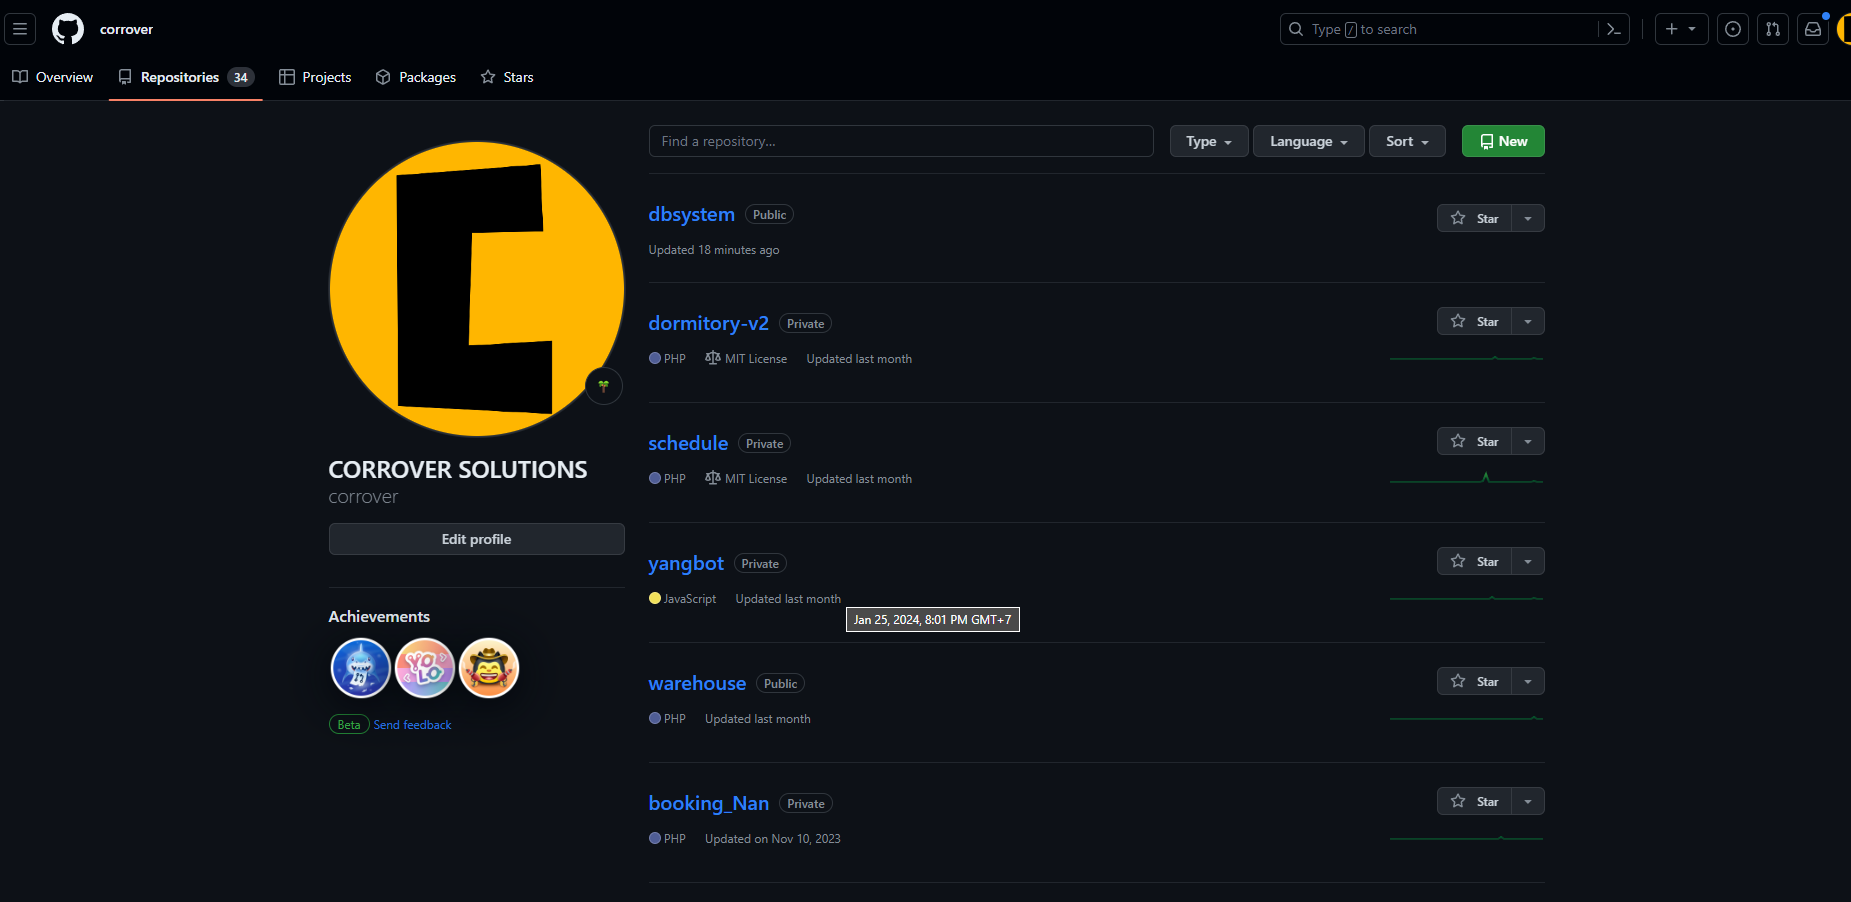 corrover
Type / to search
Overview
Repositories 34
Projects
Packages
Stars
Find a repository...
Type
Language
Sort
New
CORROVER SOLUTIONS
corrover
Edit profile
Achievements
YOLO
Beta Send feedback
dbsystem Public
Star
Updated 18 minutes ago
dormitory-v2 Private
Star
PHP MIT License Updated last month
schedule Private
Star
PHP MIT License Updated last month
yangbot Private
Star
JavaScript Updated last month
Jan 25, 2024, 8:01 PM GMT+7
warehouse Public
Star
PHP Updated last month
booking_Nan Private
Star
PHP Updated on Nov 10, 2023